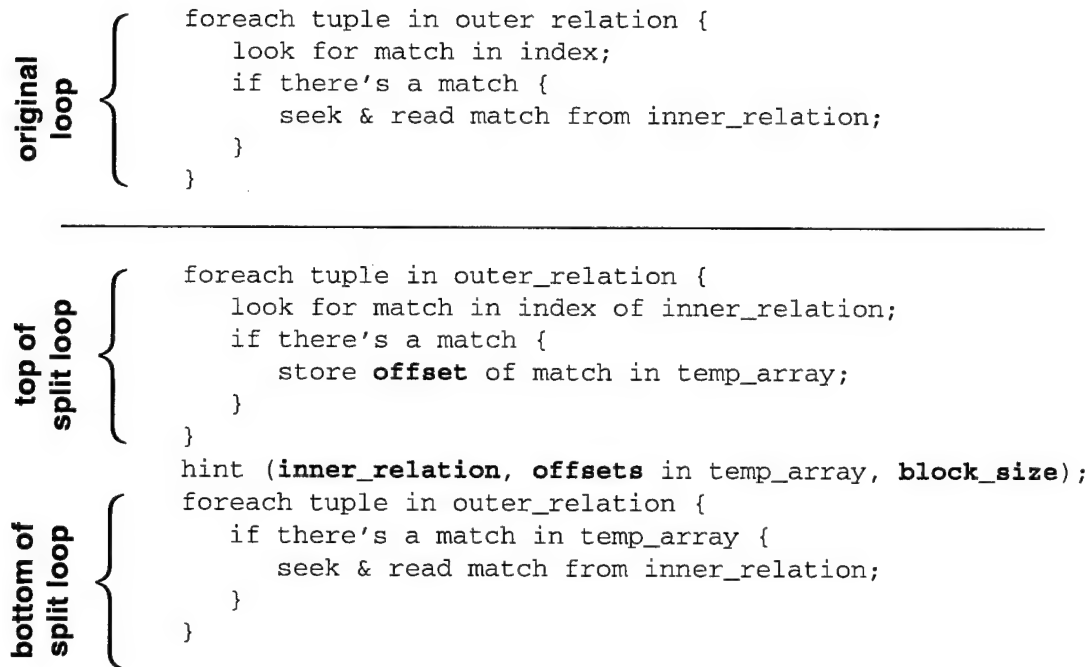 original
loop
foreach tuple in outer relation {
look for match in index;
if there's a match {
seek & read match from inner_relation;
}
}
top of
split loop
foreach tuple in outer_relation {
look for match in index of inner_relation;
if there's a match {
store offset of match in temp_array;
}
}
hint (inner_relation, offsets in temp_array, block_size);
bottom of
split loop
foreach tuple in outer_relation {
if there's a match in temp_array {
seek & read match from inner_relation;
}
}